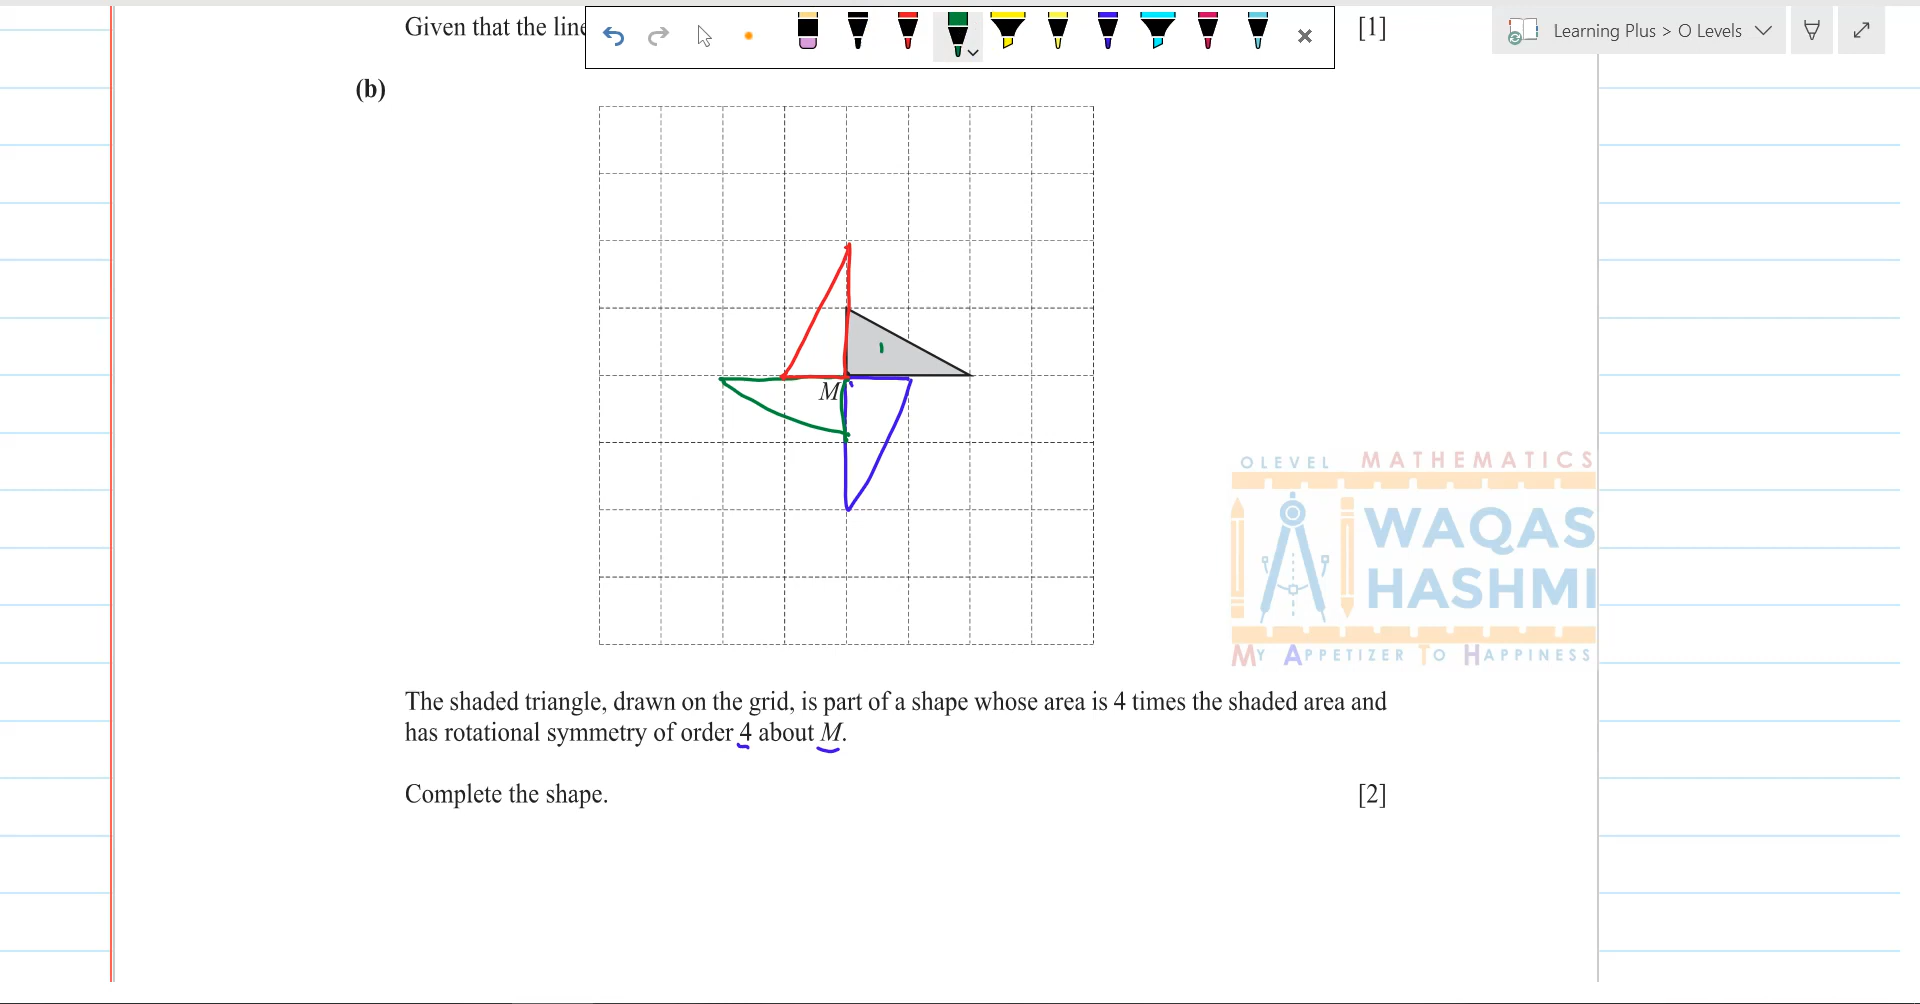 Given that the line
[1]
Learning Plus > O Levels
(b)
1
M
OLEVEL MATHEMATICS
WAQAS
HASHMI
MY APPETIZER TO HAPPINESS
The shaded triangle, drawn on the grid, is part of a shape whose area is 4 times the shaded area and
has rotational symmetry of order 4 about M.
Complete the shape. [2]